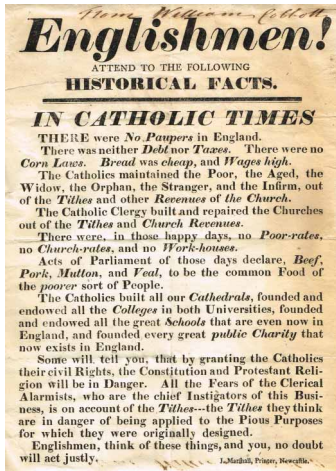 From William Cobbett
Englishmen!
ATTEND TO THE FOLLOWING
HISTORICAL FACTS.
IN CATHOLIC TIMES
THERE were No Paupers in England.
There was neither Debt nor Taxes. There were no
Corn Laws. Bread was cheap, and Wages high.
The Catholics maintained the Poor, the Aged, the
Widow, the Orphan, the Stranger, and the Infirm, out
of the Tithes and other Revenues of the Church.
The Catholic Clergy built and repaired the Churches
out of the Tithes and Church Revenues.
There were, in those happy days, no Poor-rates,
no Church-rates, and no Work-houses.
Acts of Parliament of those days declare, Beef,
Pork, Mutton, and Veal, to be the common Food of
the poorer sort of People.
The Catholics built all our Cathedrals, founded and
endowed all the Colleges in both Universities, founded
and endowed all the great Schools that are even now in
England, and founded every great public Charity that
now exists in England.
Some will tell you, that by granting the Catholics
their civil Rights, the Constitution and Protestant Reli-
gion will be in Danger. All the Fears of the Clerical
Alarmists, who are the chief Instigators of this Busi-
ness, is on account of the Tithes---the Tithes they think
are in danger of being applied to the Pious Purposes
for which they were originally designed.
Englishmen, think of these things, and you, no doubt
will act justly.
J. Marshall, Printer, Newcastle.